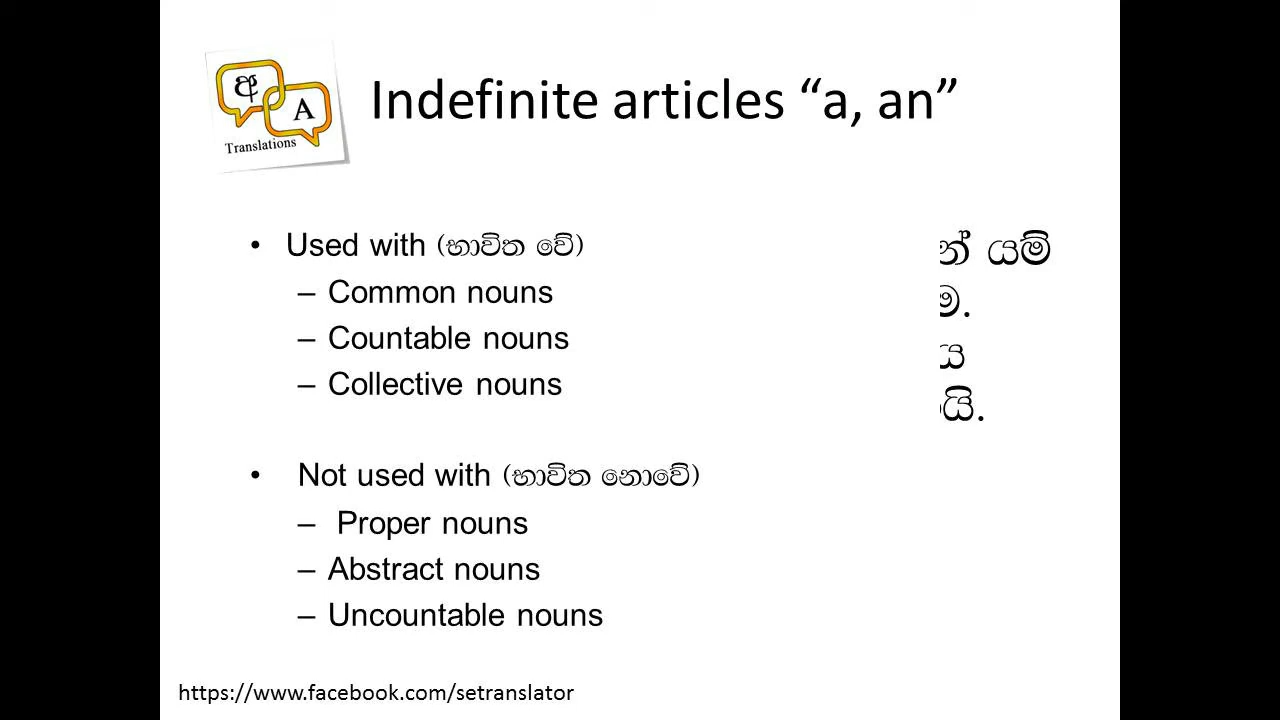 අ
A
Translations
Indefinite articles “a, an”
• Used with (භාවිත වේ)
– Common nouns
– Countable nouns
– Collective nouns
යම්
• Not used with (භාවිත නොවේ)
– Proper nouns
– Abstract nouns
– Uncountable nouns
https://www.facebook.com/setranslator